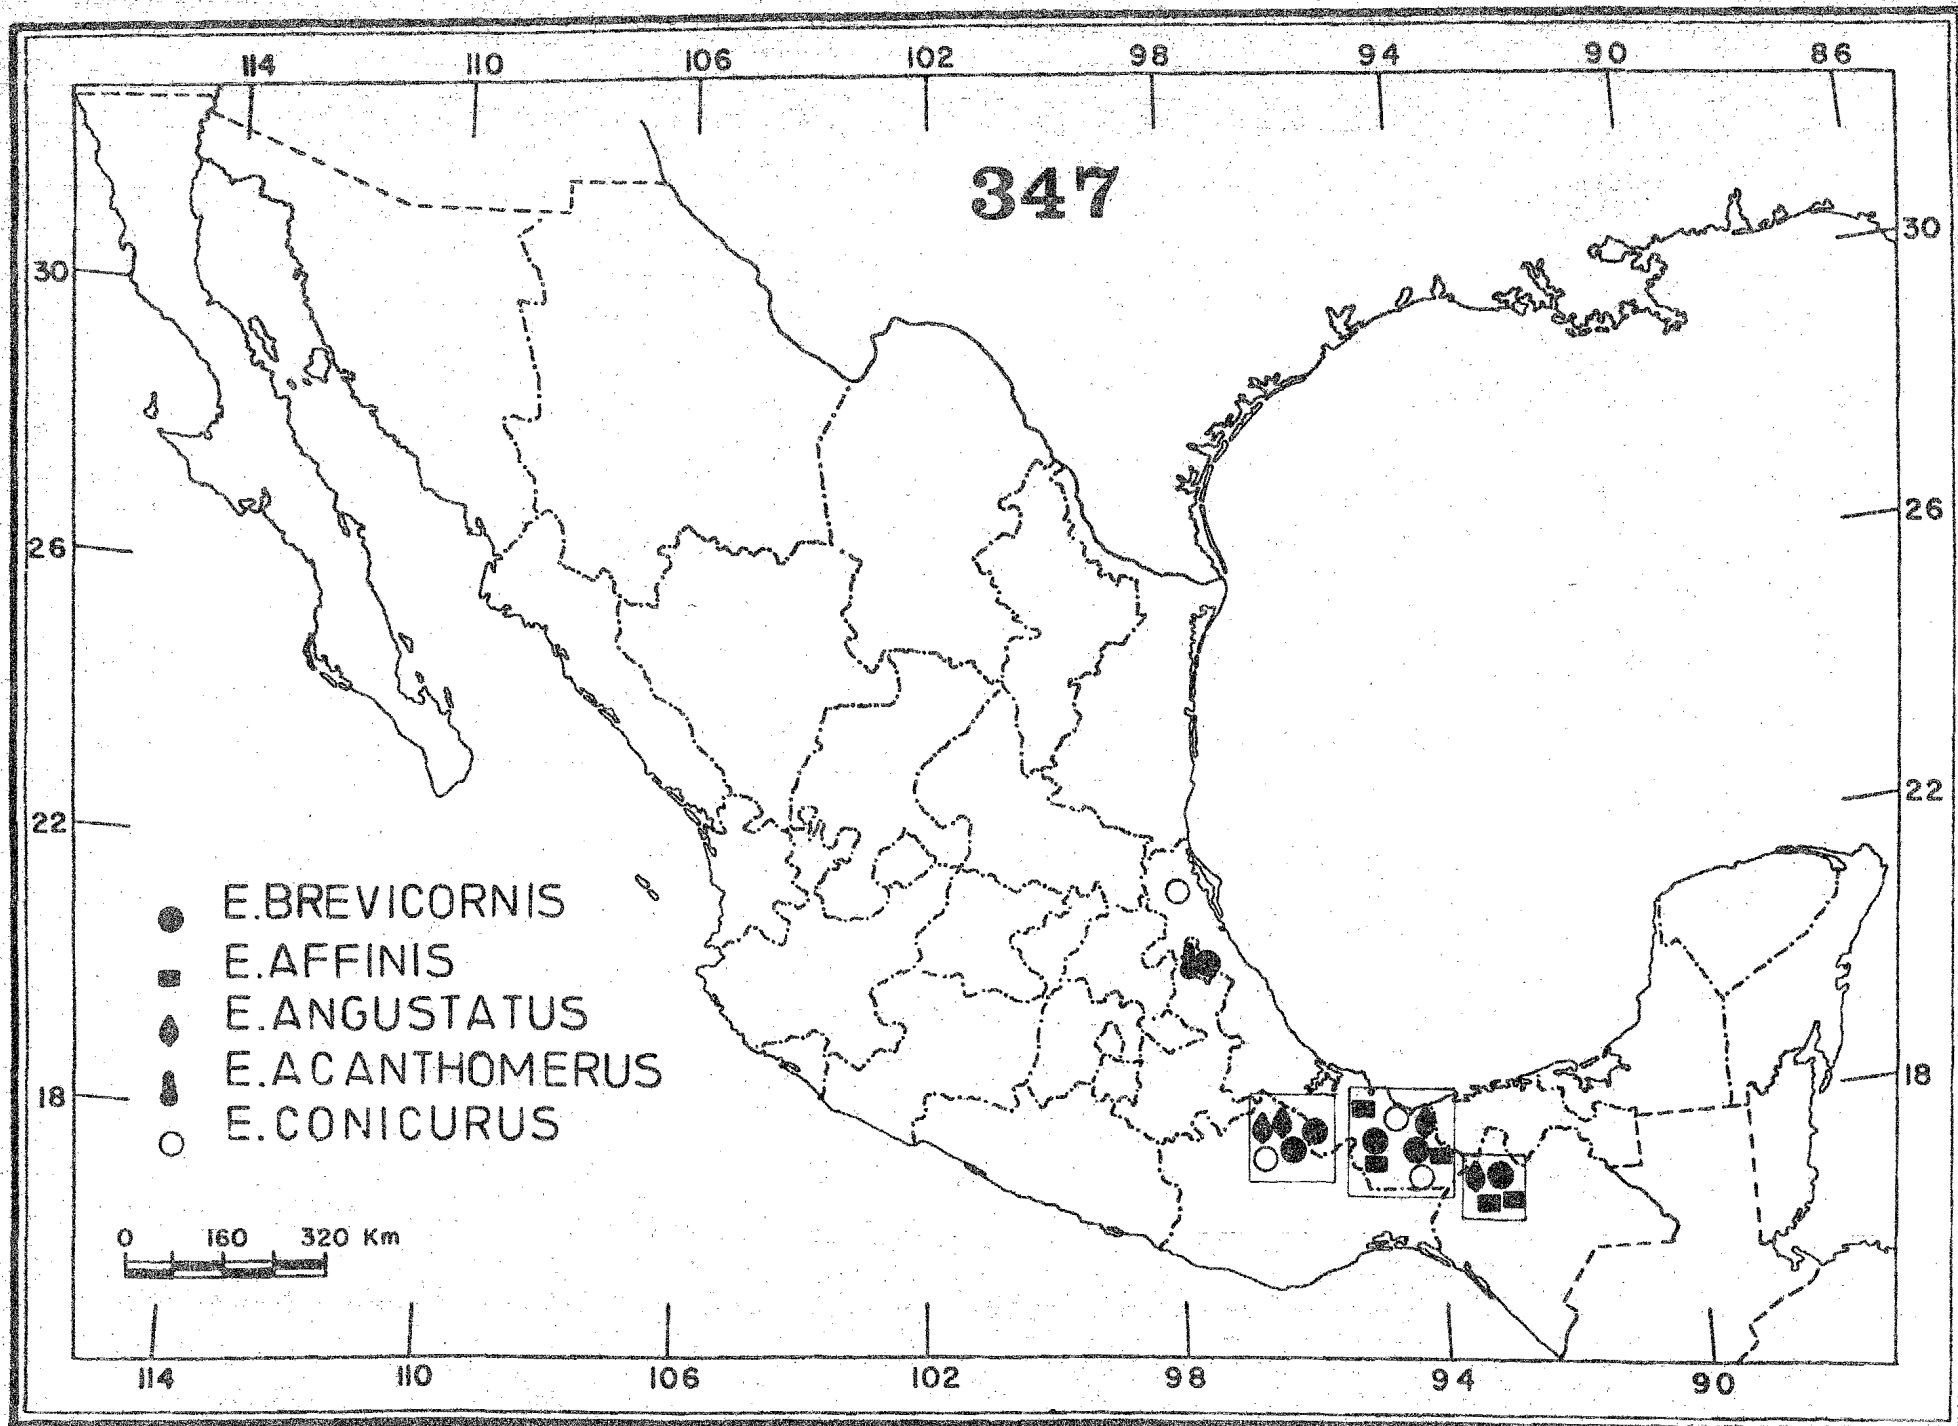 114 110 106 102 98 94 90 86
347
30 30
26 26
22 22
E.BREVICORNIS
E.AFFINIS
E.ANGUSTATUS
E.ACANTHOMERUS
18 18
E.CONICURUS
0 160 320 Km
114 110 106 102 98 94 90